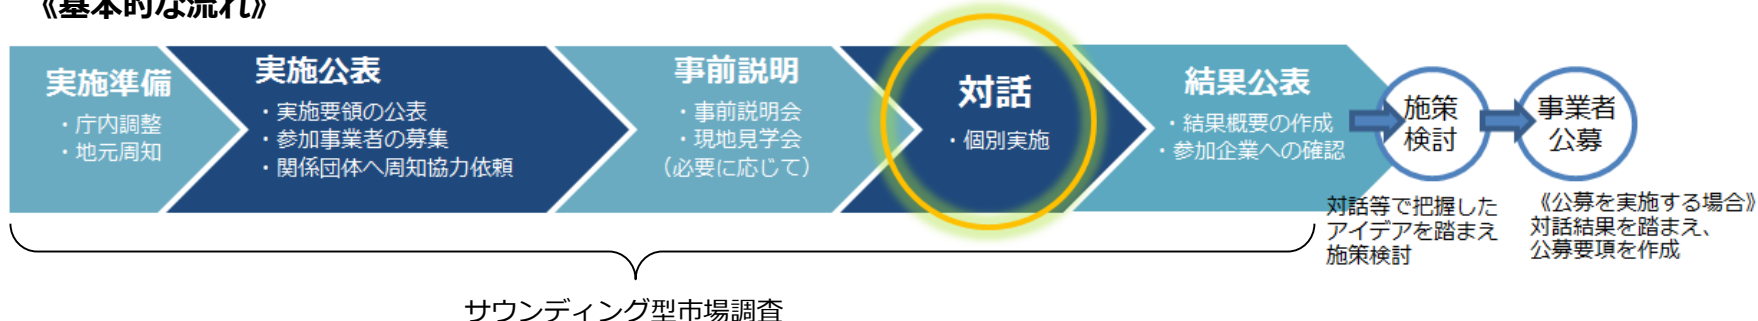 《基本的な流れ》
実施準備
・庁内調整
・地元周知
実施公表
・実施要領の公表
・参加事業者の募集
・関係団体へ周知協力依頼
事前説明
・事前説明会
・現地見学会
（必要に応じて）
対話
・個別実施
結果公表
・結果概要の作成
・参加企業への確認
施策
検討
事業者
公募
対話等で把握した
アイデアを踏まえ
施策検討
《公募を実施する場合》
対話結果を踏まえ、
公募要項を作成
サウンディング型市場調査